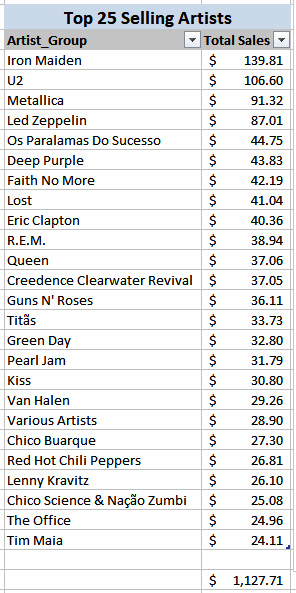 Top 25 Selling Artists
Artist_Group Total Sales
Iron Maiden $ 139.81
U2 $ 106.60
Metallica $ 91.32
Led Zeppelin $ 87.01
Os Paralamas Do Sucesso $ 44.75
Deep Purple $ 43.83
Faith No More $ 42.19
Lost $ 41.04
Eric Clapton $ 40.36
R.E.M. $ 38.94
Queen $ 37.06
Creedence Clearwater Revival $ 37.05
Guns N' Roses $ 36.11
Titãs $ 33.73
Green Day $ 32.80
Pearl Jam $ 31.79
Kiss $ 30.80
Van Halen $ 29.26
Various Artists $ 28.90
Chico Buarque $ 27.30
Red Hot Chili Peppers $ 26.81
Lenny Kravitz $ 26.10
Chico Science & Nação Zumbi $ 25.08
The Office $ 24.96
Tim Maia $ 24.11
$ 1,127.71